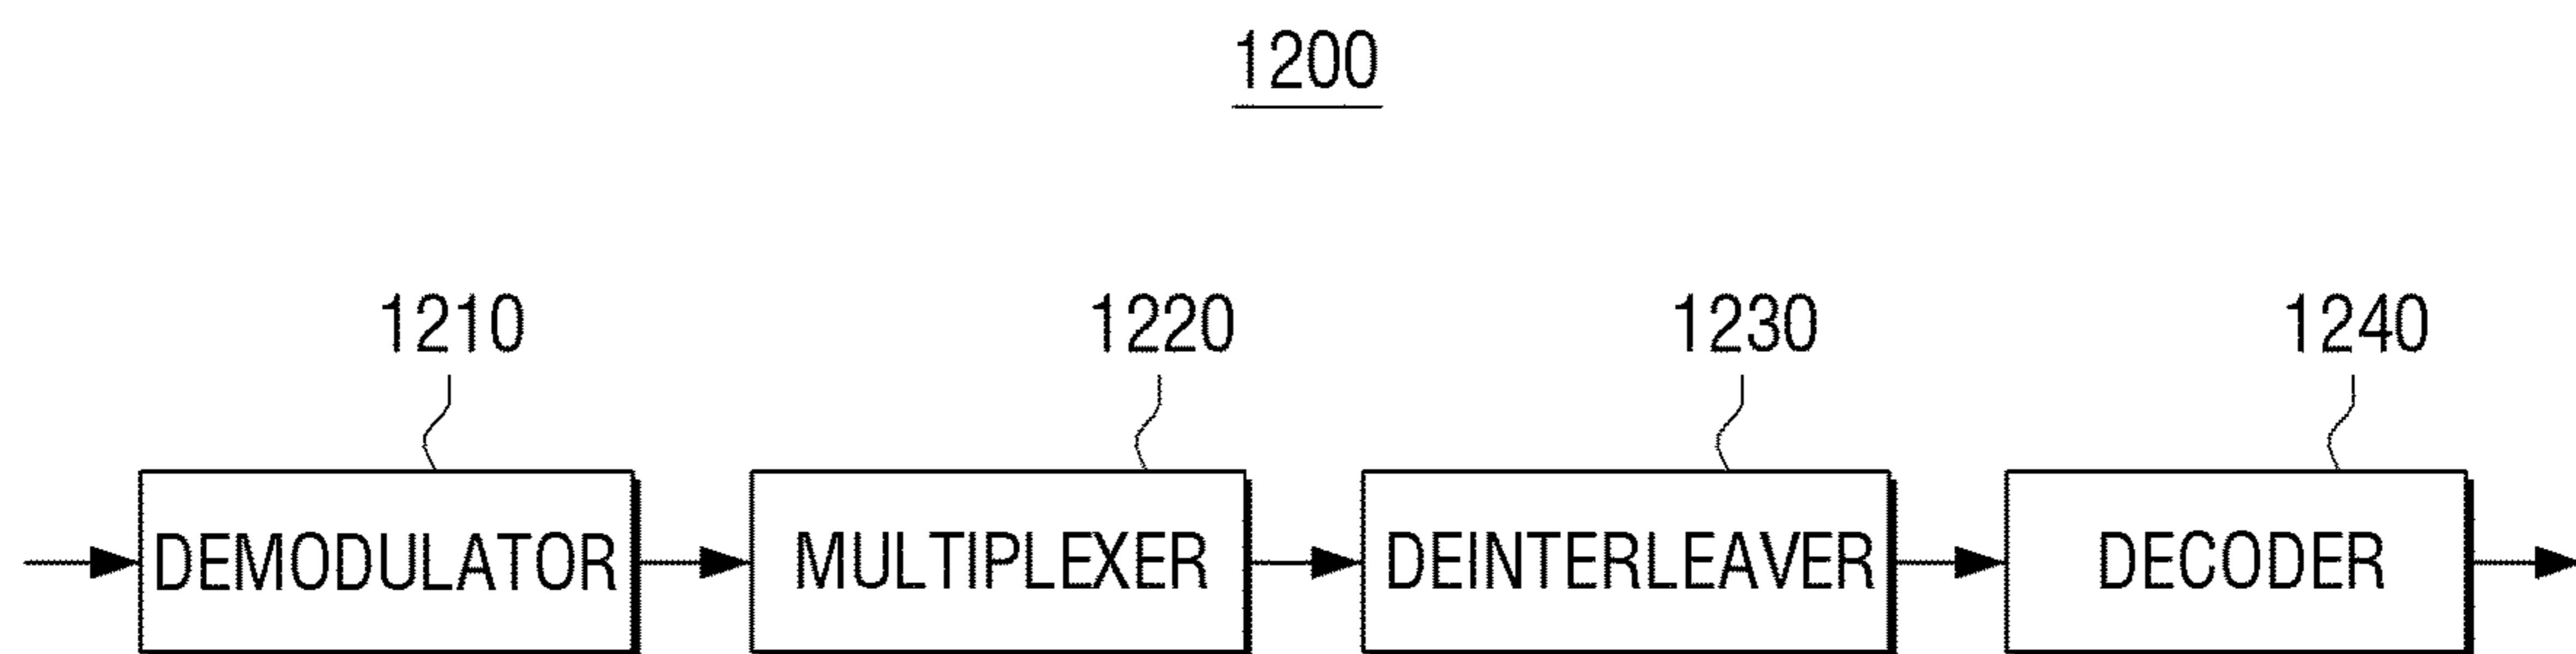 1200
1210 1220 1230 1240
DEMODULATOR MULTIPLEXER DEINTERLEAVER DECODER